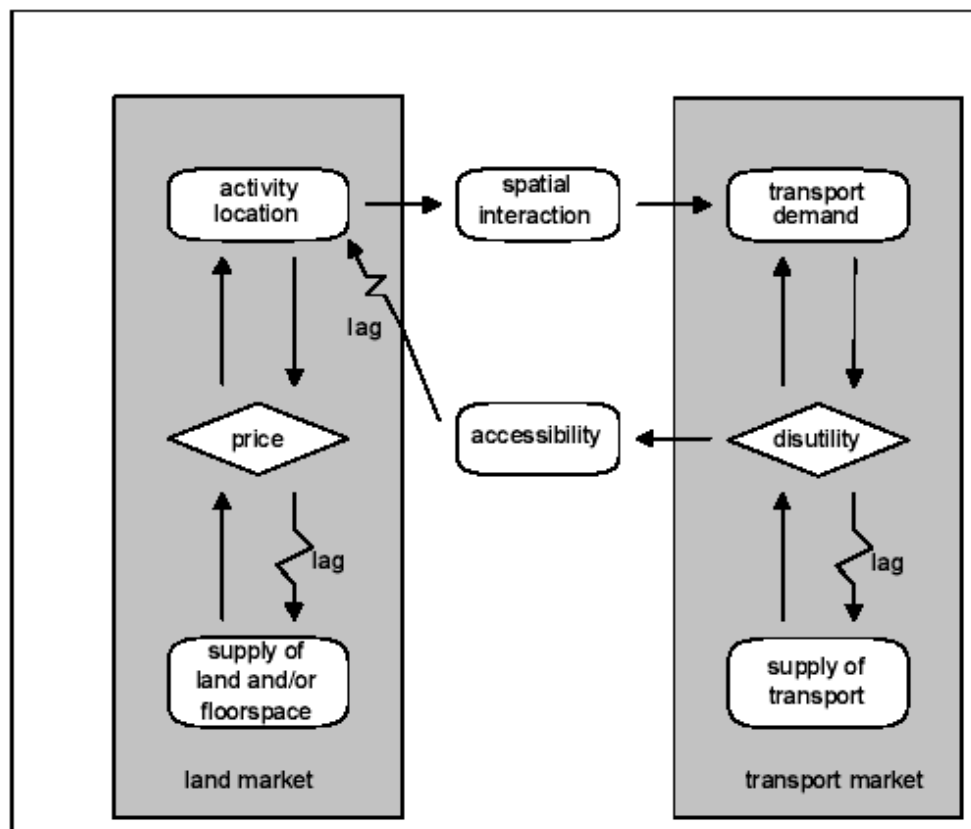 activity
location
spatial
interaction
transport
demand
lag
price
accessibility
disutility
lag
lag
supply of
land and/or
floorspace
supply of
transport
land market
transport market